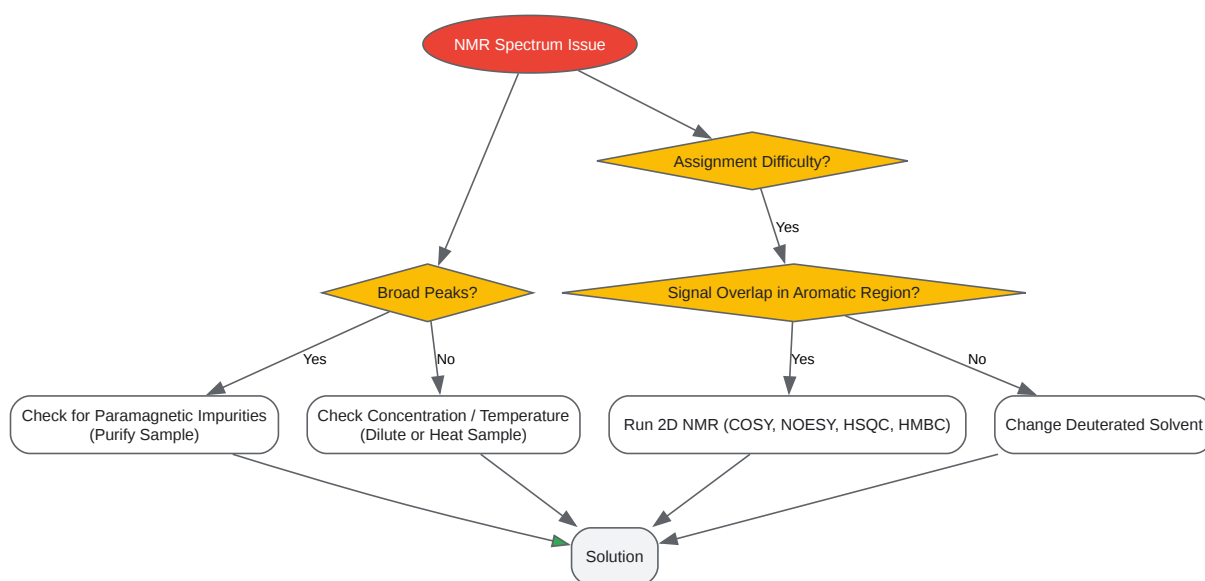 NMR Spectrum Issue
Assignment Difficulty?
Yes
Broad Peaks?
Signal Overlap in Aromatic Region?
Yes
No
Yes
No
Check for Paramagnetic Impurities
(Purify Sample)
Check Concentration / Temperature
(Dilute or Heat Sample)
Run 2D NMR (COSY, NOESY, HSQC, HMBC)
Change Deuterated Solvent
Solution